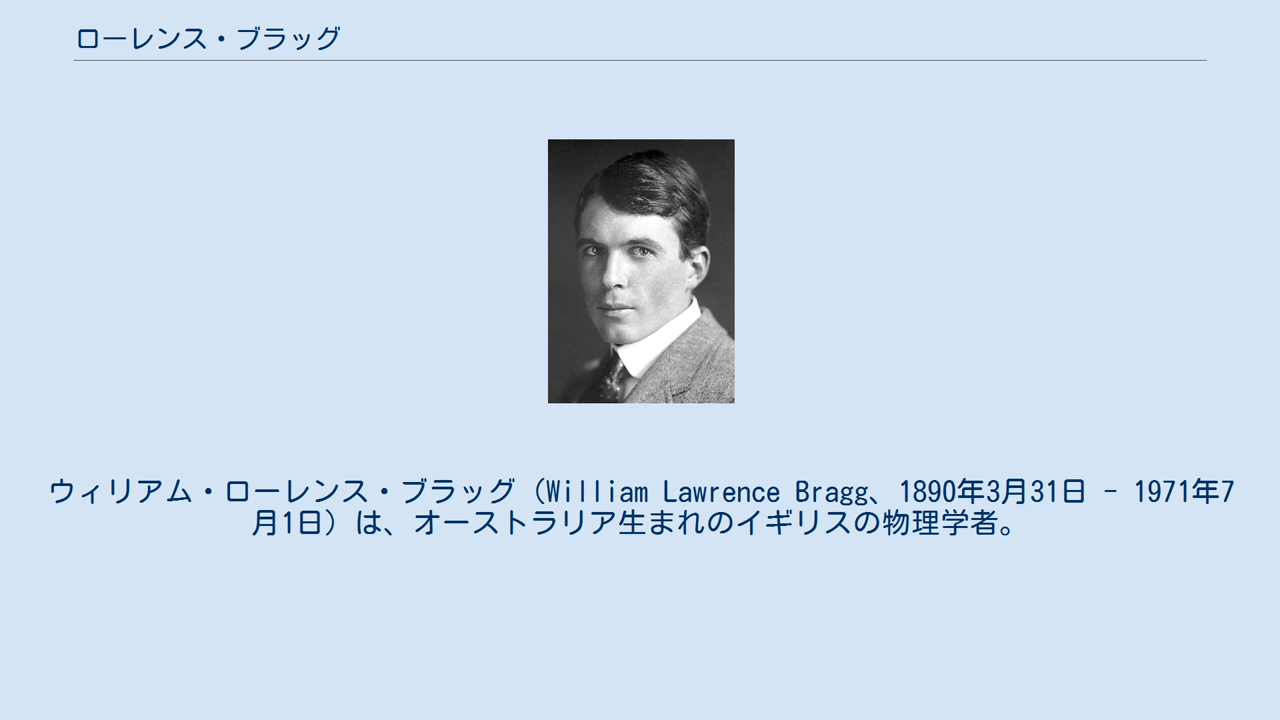 ローレンス・ブラッグ
ウィリアム・ローレンス・ブラッグ（William Lawrence Bragg、1890年3月31日 - 1971年7
月1日）は、オーストラリア生まれのイギリスの物理学者。